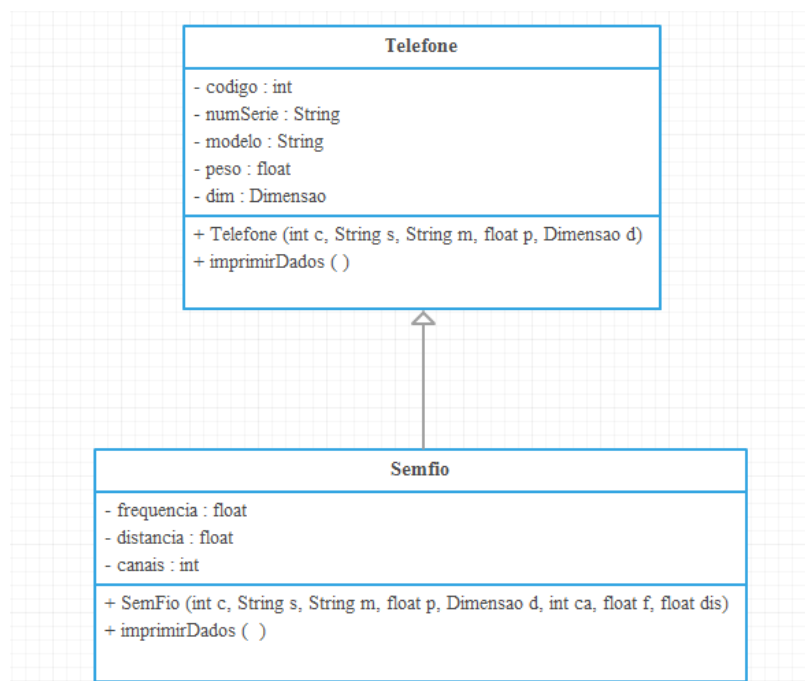 Telefone
- codigo : int
- numSerie : String
- modelo : String
- peso : float
- dim : Dimensao
+ Telefone (int c, String s, String m, float p, Dimensao d)
+ imprimirDados ( )
Semfio
- frequencia : float
- distancia : float
- canais : int
+ SemFio (int c, String s, String m, float p, Dimensao d, int ca, float f, float dis)
+ imprimirDados (  )